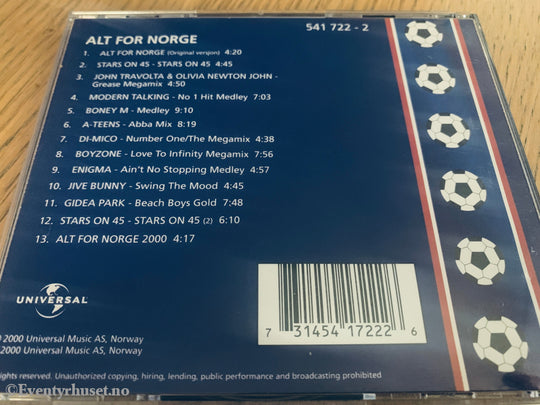 ALT FOR NORGE
541 722 - 2
1. ALT FOR NORGE (Original versjon) 4:20
2. STARS ON 45 - STARS ON 45 4:45
3. JOHN TRAVOLTA & OLIVIA NEWTON JOHN -
Grease Megamix 4:50
4. MODERN TALKING - No 1 Hit Medley 7:03
5. BONEY M - Medley 9:10
6. A-TEENS - Abba Mix 8:19
7. DI-MICO - Number One/The Megamix 4:38
8. BOYZONE - Love To Infinity Megamix 7:56
9. ENIGMA - Ain't No Stopping Medley 4:57
10. JIVE BUNNY - Swing The Mood 4:45
11. GIDEA PARK - Beach Boys Gold 7:48
12. STARS ON 45 - STARS ON 45 (2) 6:10
13. ALT FOR NORGE 2000 4:17
UNIVERSAL
7 31454 17222 6
2000 Universal Music AS, Norway
2000 Universal Music AS, Norway
rights reserved. Unauthorized copying, hiring, lending, public performance and broadcasting prohibited
© Eventyrhuset.no